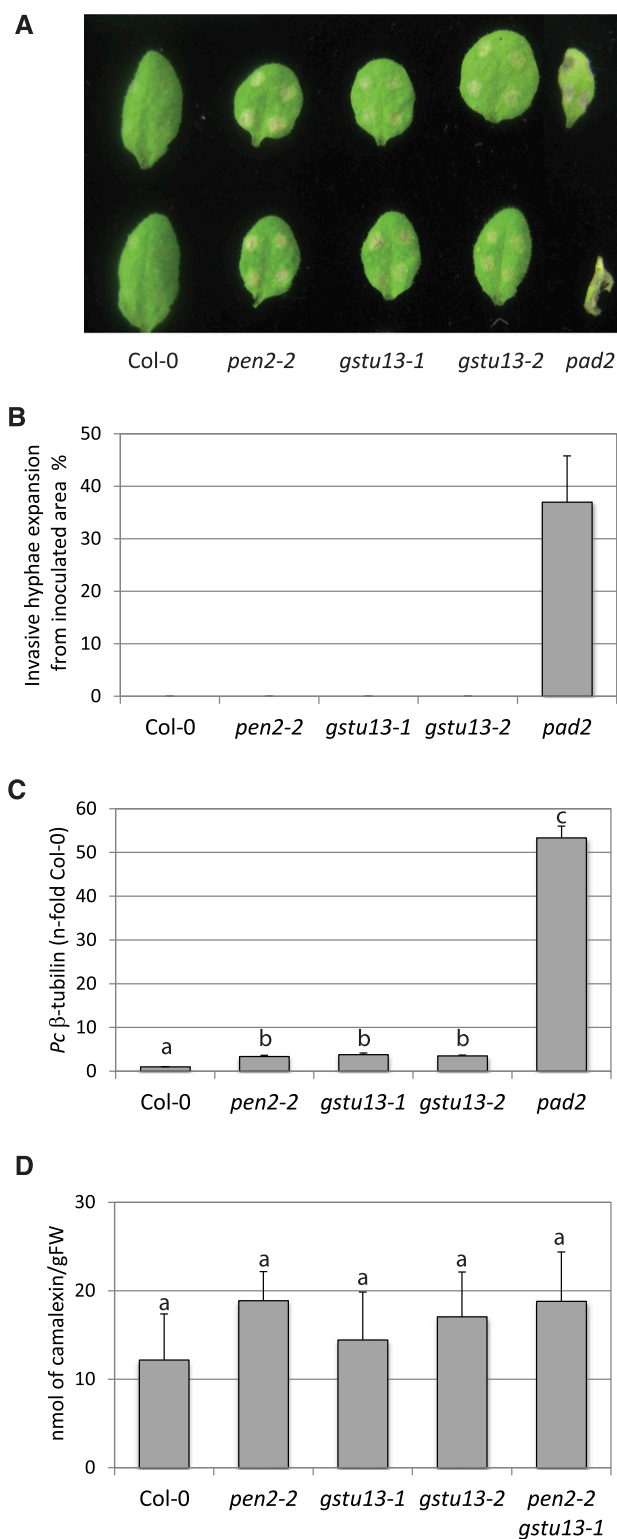 A
Col-0 pen2-2 gstu13-1 gstu13-2 pad2
B
Invasive hyphae expansion
from inoculated area %
50
40
30
20
10
0
Col-0 pen2-2 gstu13-1 gstu13-2 pad2
C
Pc β-tubilin (n-fold Col-0)
60
50
40
30
20
10
0
a b b b c
Col-0 pen2-2 gstu13-1 gstu13-2 pad2
D
nmol of camalexin/gFW
30
20
10
0
a a a a a
Col-0 pen2-2 gstu13-1 gstu13-2 pen2-2
gstu13-1